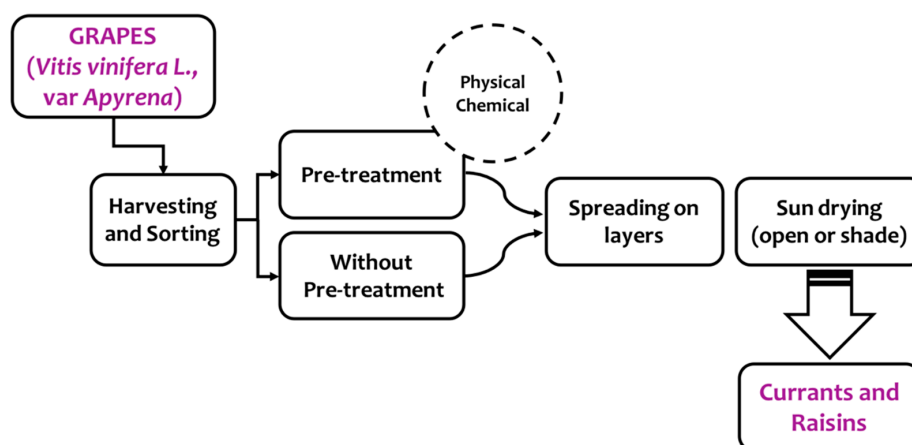 GRAPES
(Vitis vinifera L.,
var Apyrena)
Physical
Chemical
Harvesting
and Sorting
Pre-treatment
Without
Pre-treatment
Spreading on
layers
Sun drying
(open or shade)
Currants and
Raisins